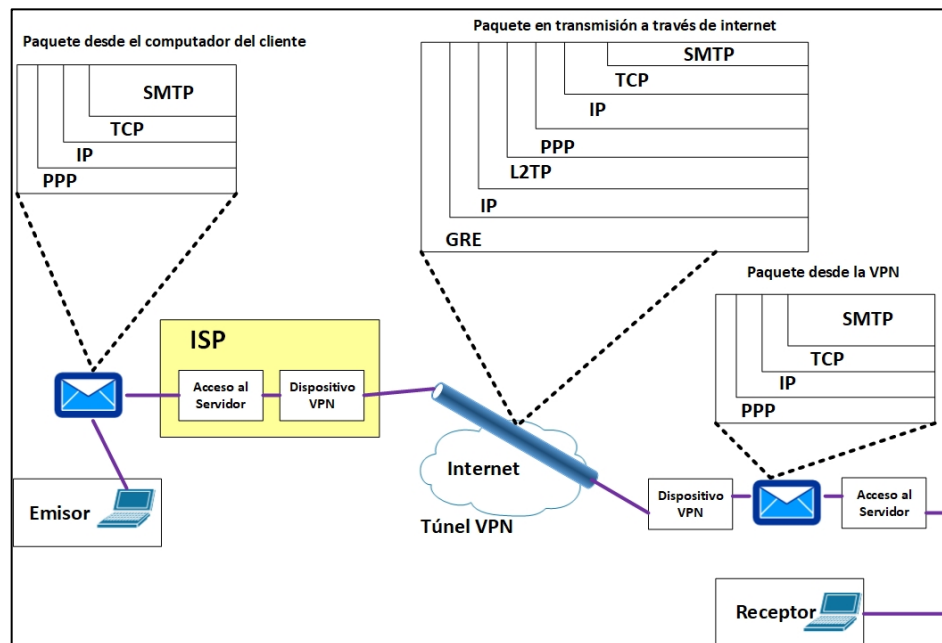 Paquete desde el computador del cliente
SMTP
TCP
IP
PPP
Paquete en transmisión a través de internet
SMTP
TCP
IP
PPP
L2TP
IP
GRE
Paquete desde la VPN
SMTP
TCP
IP
PPP
ISP
Acceso al
Servidor
Dispositivo
VPN
Internet
Túnel VPN
Emisor
Dispositivo
VPN
Acceso al
Servidor
Receptor